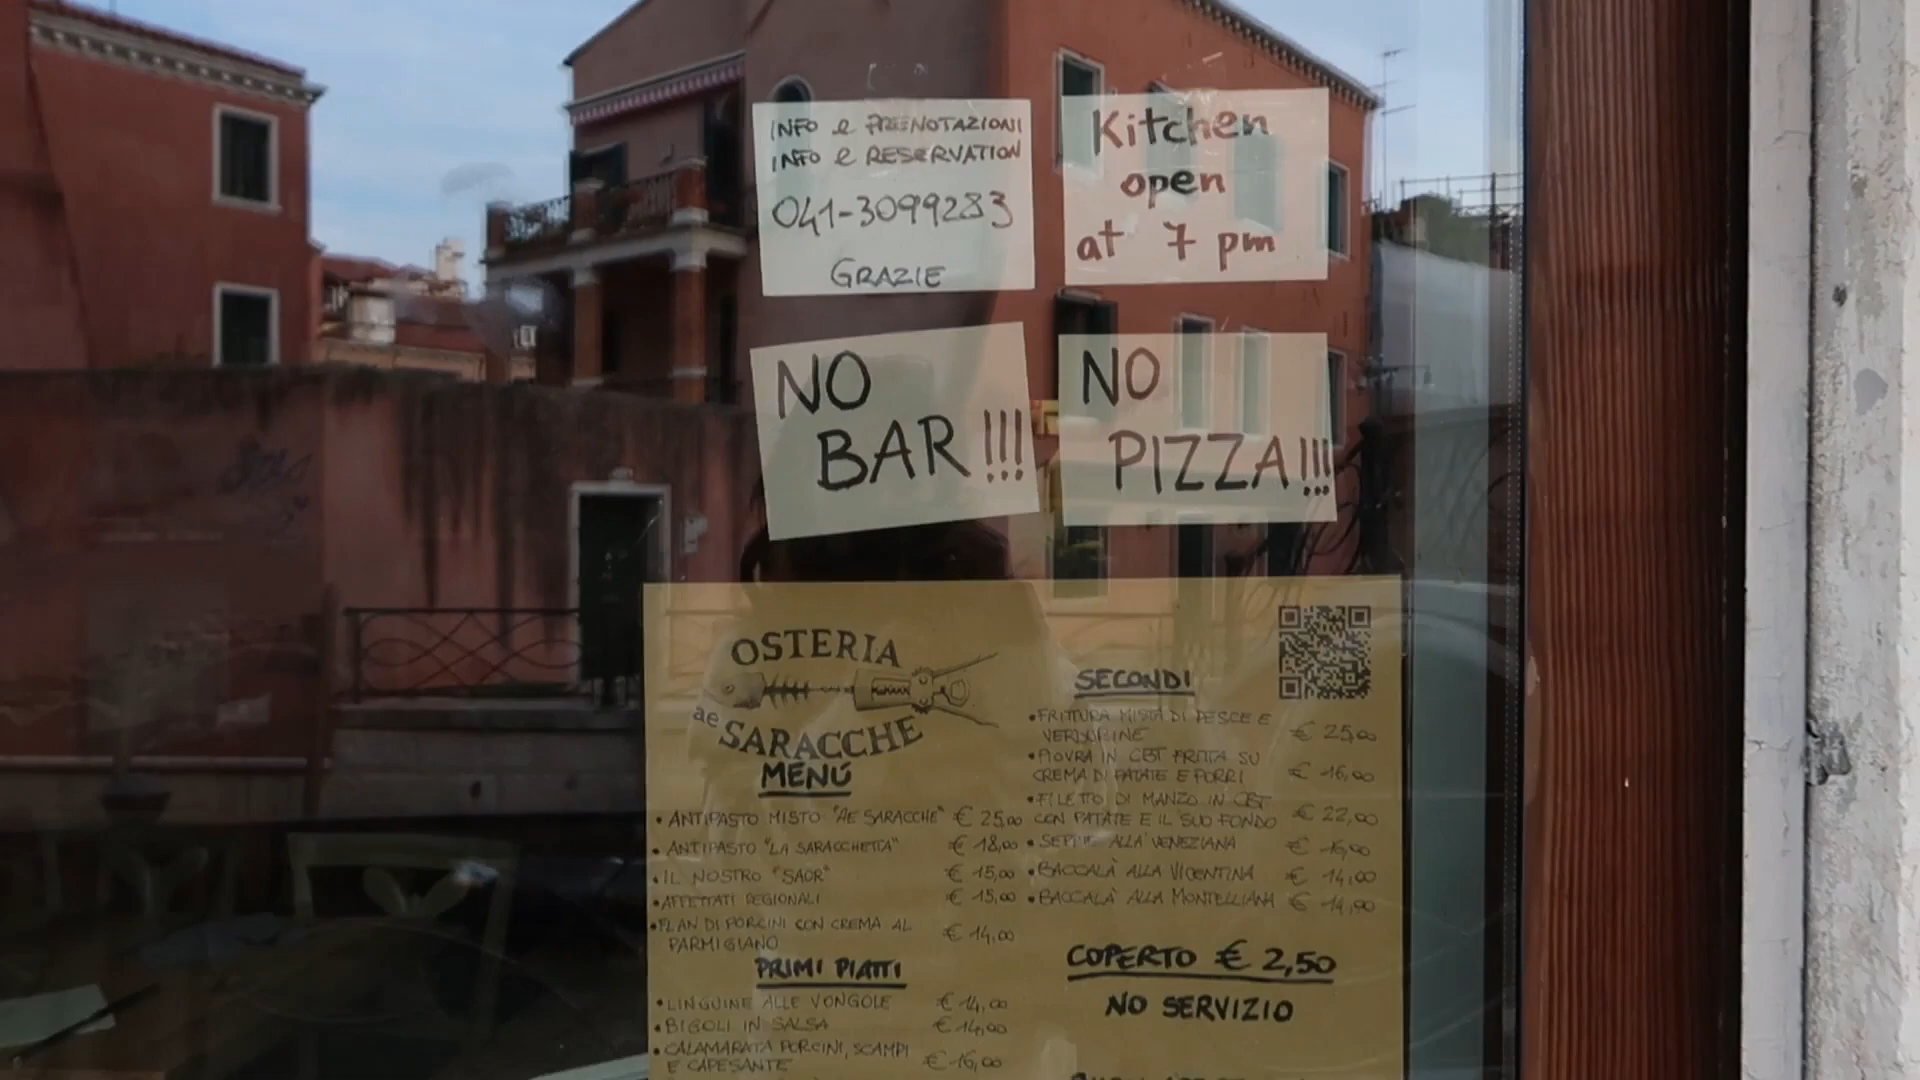 INFO e PRENOTAZIONI
INFO e RESERVATION
041-3099283
GRAZIE
Kitchen
open
at 7 pm
NO
BAR!!!
NO
PIZZA!!!
OSTERIA
ae
SARACCHE
MENÚ
• ANTIPASTO MISTO "AE SARACCHE" € 25,00
• ANTIPASTO "LA SARACCHETTA" € 18,00
• IL NOSTRO "SAOR" € 15,00
• AFFETTATI REGIONALI € 15,00
• FLAN DI PORCINI CON CREMA AL
PARMIGIANO € 14,00
PRIMI PIATTI
• LINGUINE ALLE VONGOLE € 14,00
• BIGOLI IN SALSA € 14,00
• CALAMARATA PORCINI, SCAMPI
E CAPESANTE € 16,00
SECONDI
• FRITTURA MISTA DI PESCE E
VERDURINE € 25,00
• PIOVRA IN CBT FRITTA SU
CREMA DI PATATE E PORRI € 16,00
• FILETTO DI MANZO IN CBT
CON PATATE E IL SUO FONDO € 22,00
• SEPPIE ALLA VENEZIANA €
• BACCALÀ ALLA VICENTINA € 14,00
• BACCALÀ ALLA MONTELLIANA € 14,00
COPERTO € 2,50
NO SERVIZIO